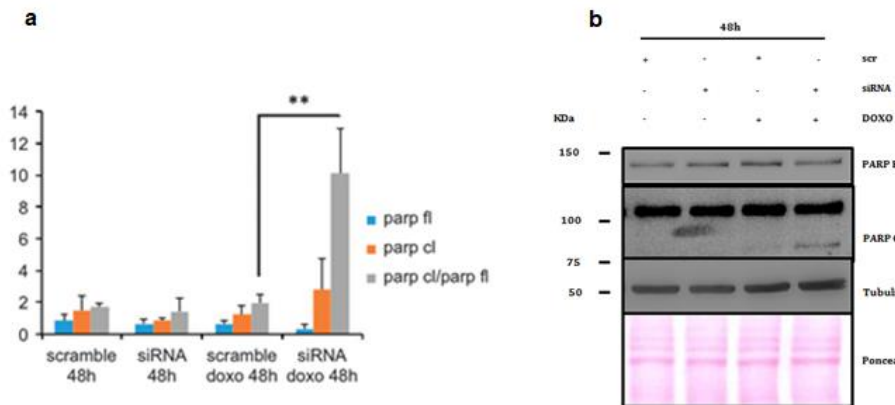 a
14
12
10
8
6
4
2
0
**
parp fl
parp cl
parp cl/parp fl
scramble 48h
siRNA 48h
scramble doxo 48h
siRNA doxo 48h
b
48h
+ - + - scr
- + - + siRNA
KDa - - + + DOXO
150
PARP
100
PARP
75
50